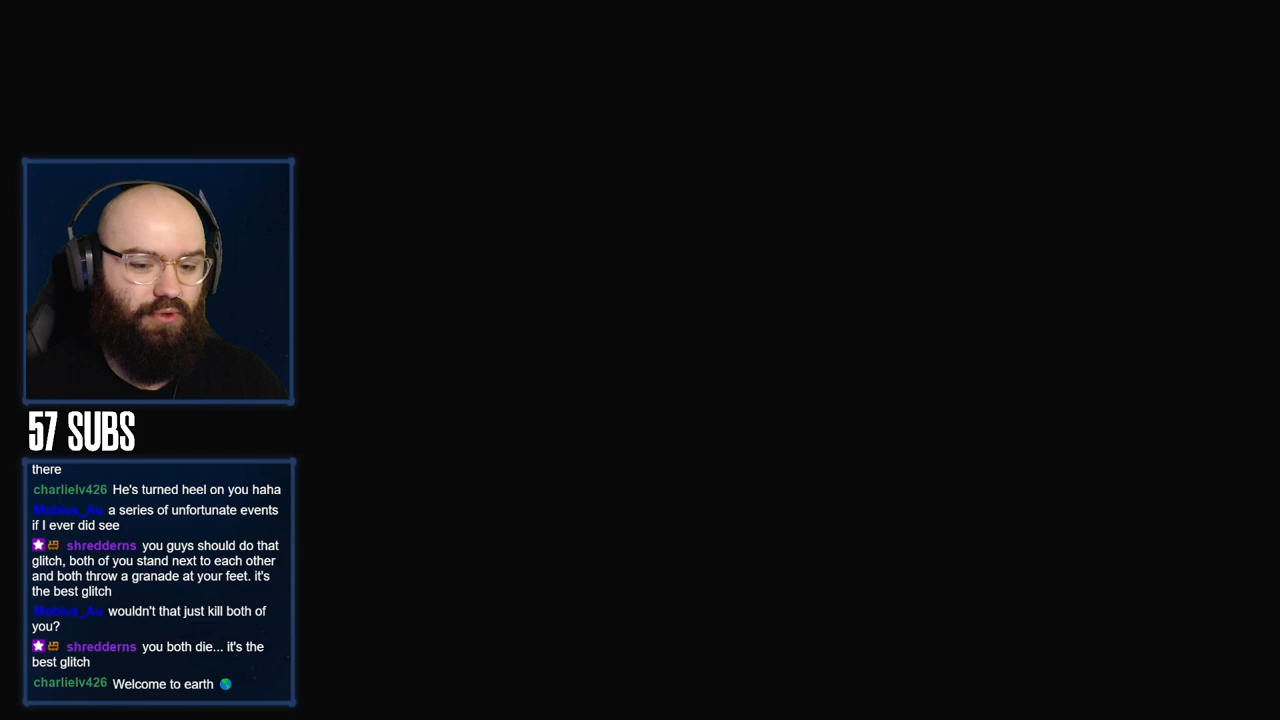 57 SUBS
there
charlielv426 He's turned heel on you haha
Mobius_Au a series of unfortunate events
if I ever did see
shredderns you guys should do that
glitch, both of you stand next to each other
and both throw a granade at your feet. it's
the best glitch
Mobius_Au wouldn't that just kill both of
you?
shredderns you both die... it's the
best glitch
charlielv426 Welcome to earth